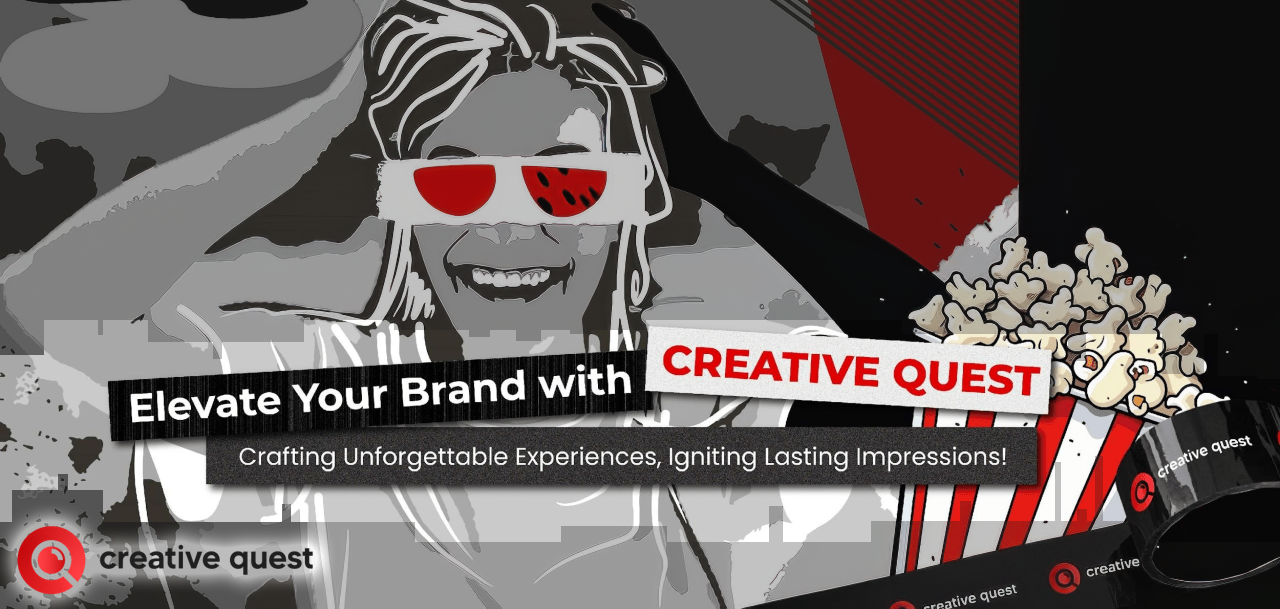 Elevate Your Brand with
CREATIVE QUEST
Crafting Unforgettable Experiences, Igniting Lasting Impressions!
creative quest
creative quest
creative quest
creative